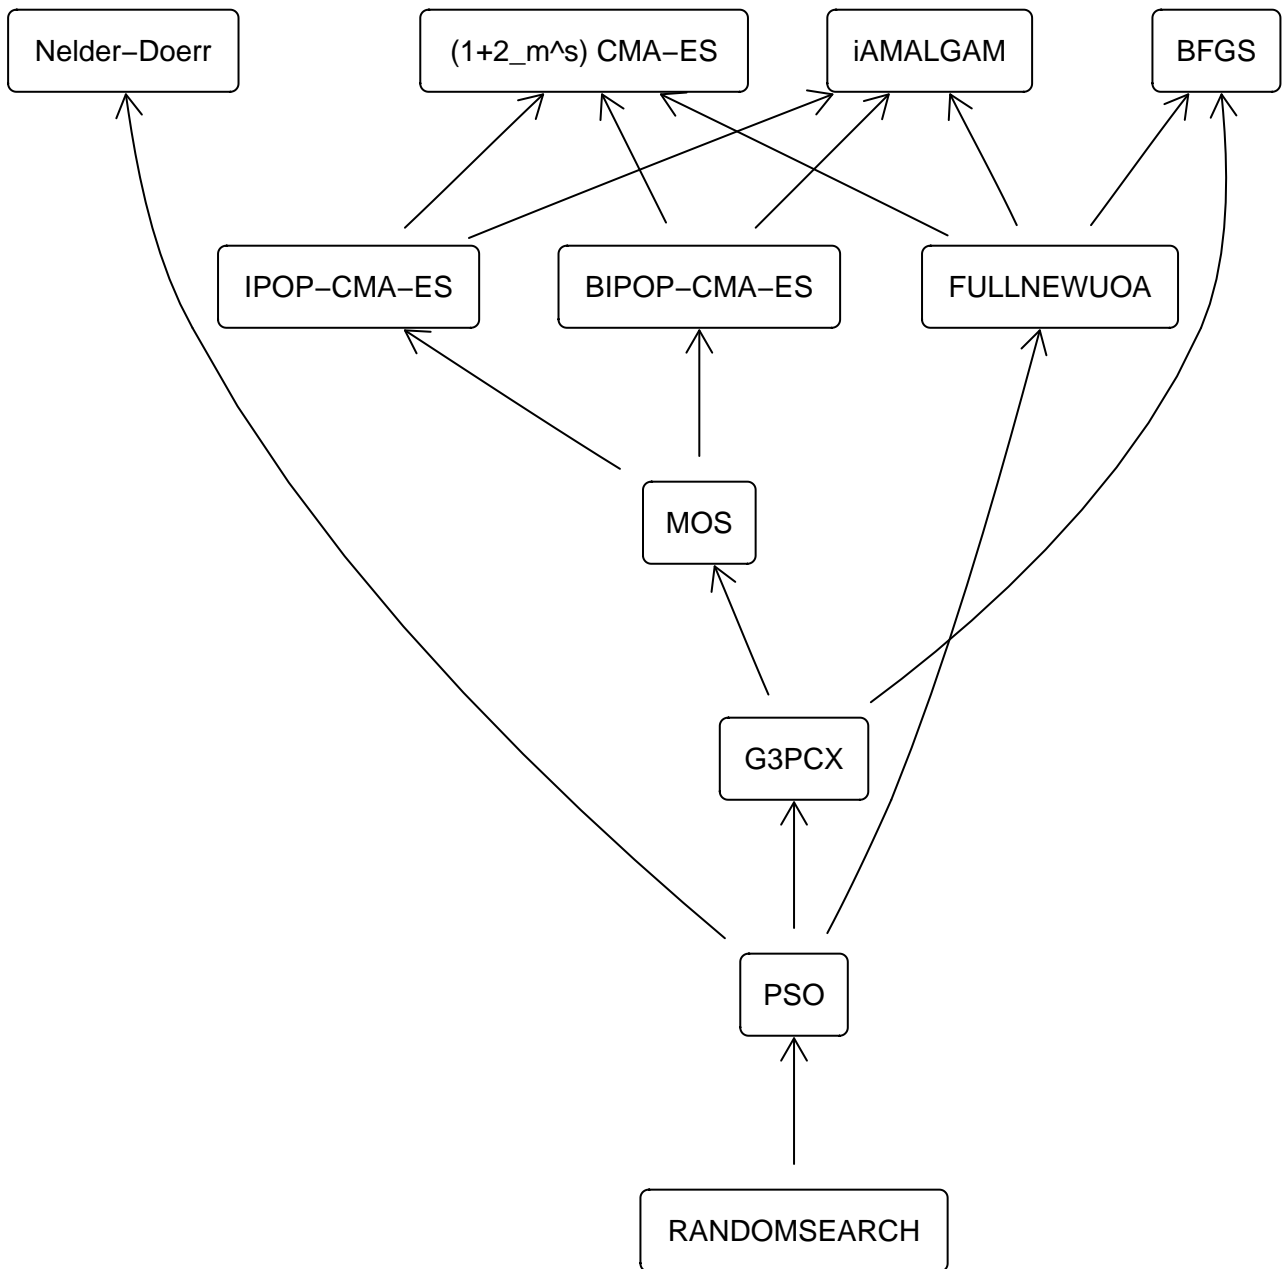 Nelder–Doerr
(1+2_m^s) CMA–ES
iAMALGAM
BFGS
IPOP–CMA–ES
BIPOP–CMA–ES
FULLNEWUOA
MOS
G3PCX
PSO
RANDOMSEARCH